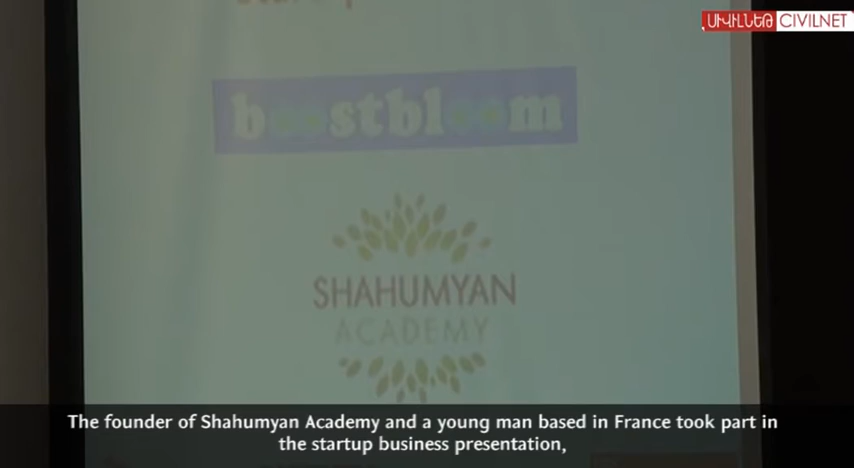 ՍԻՎԻԼՆԵԹ CIVILNET
boostbloom
SHAHUMYAN
ACADEMY
The founder of Shahumyan Academy and a young man based in France took part in
the startup business presentation,